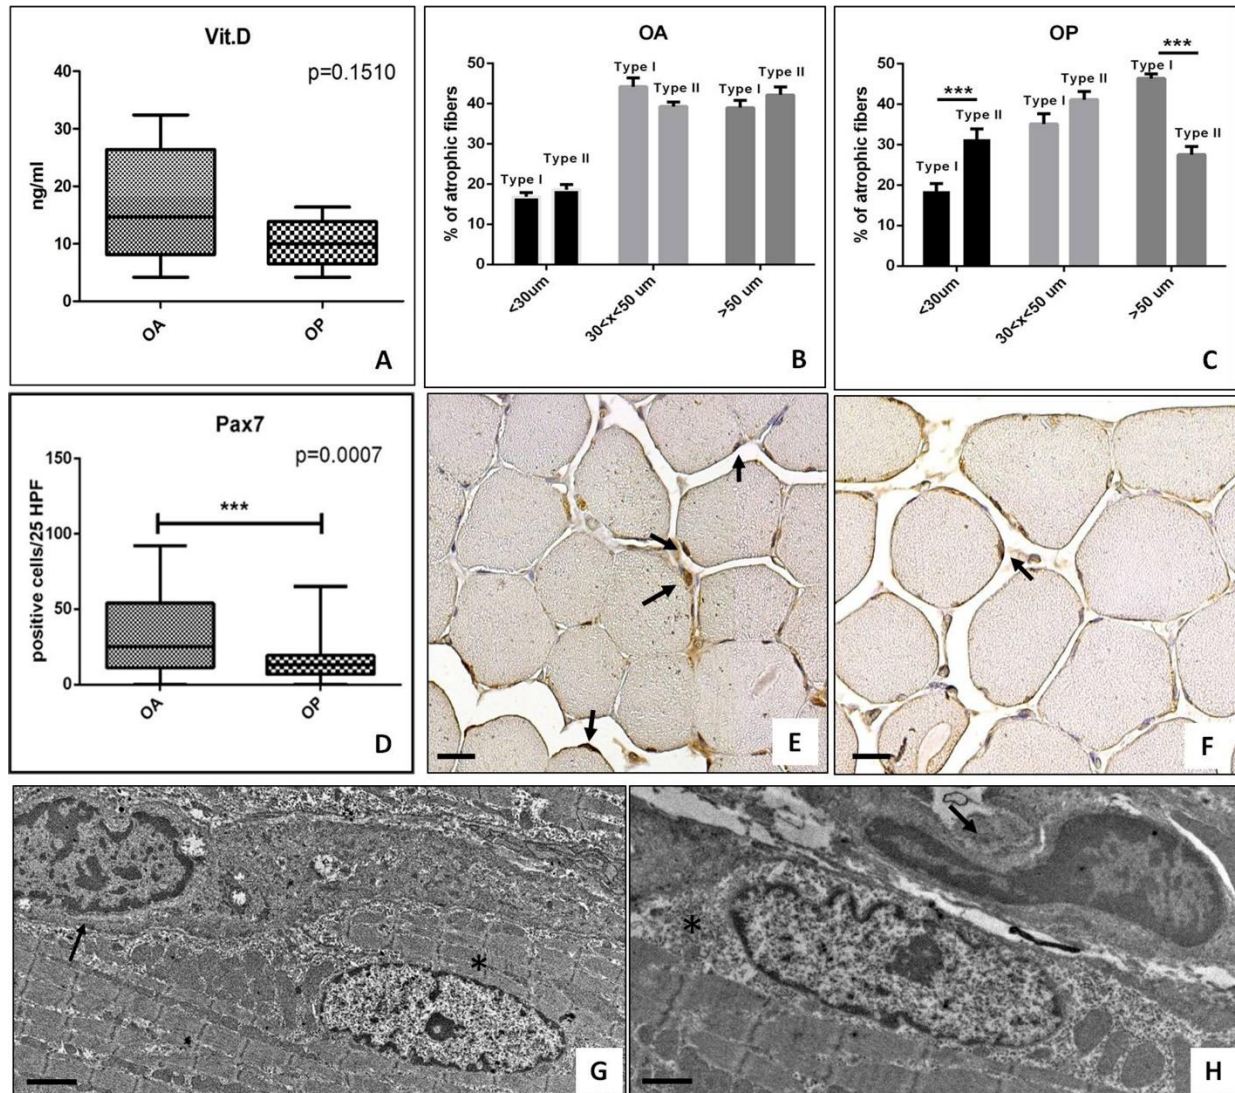 Vit.D
p=0.1510
ng/ml
40
30
20
10
0
OA
OP
A
OA
% of atrophic fibers
50
40
30
20
10
0
Type I
Type II
Type I
Type II
Type I
Type II
<30um
30<x<50 um
>50 um
B
OP
% of atrophic fibers
50
40
30
20
10
0
***
Type I
Type II
Type I
Type II
***
Type I
Type II
<30um
30<x<50 um
>50 um
C
Pax7
p=0.0007
***
positive cells/25 HPF
150
100
50
0
OA
OP
D
E
F
*
G
*
H